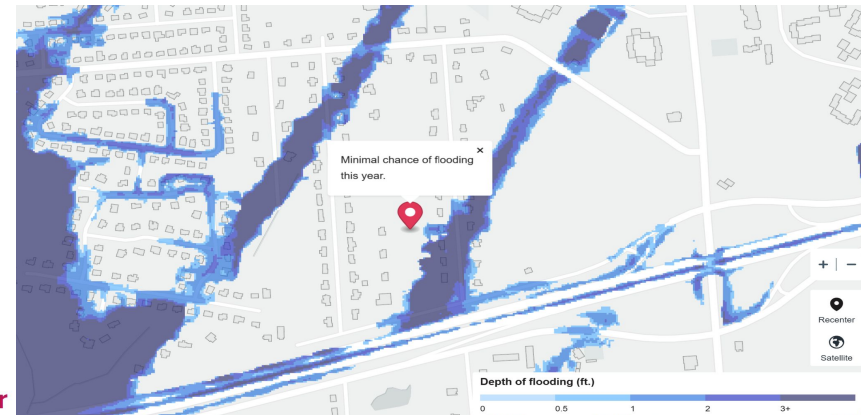 ×
Minimal chance of flooding
this year.
+ | −
Recenter
Satellite
Depth of flooding (ft.)
0 0.5 1 2 3+
r